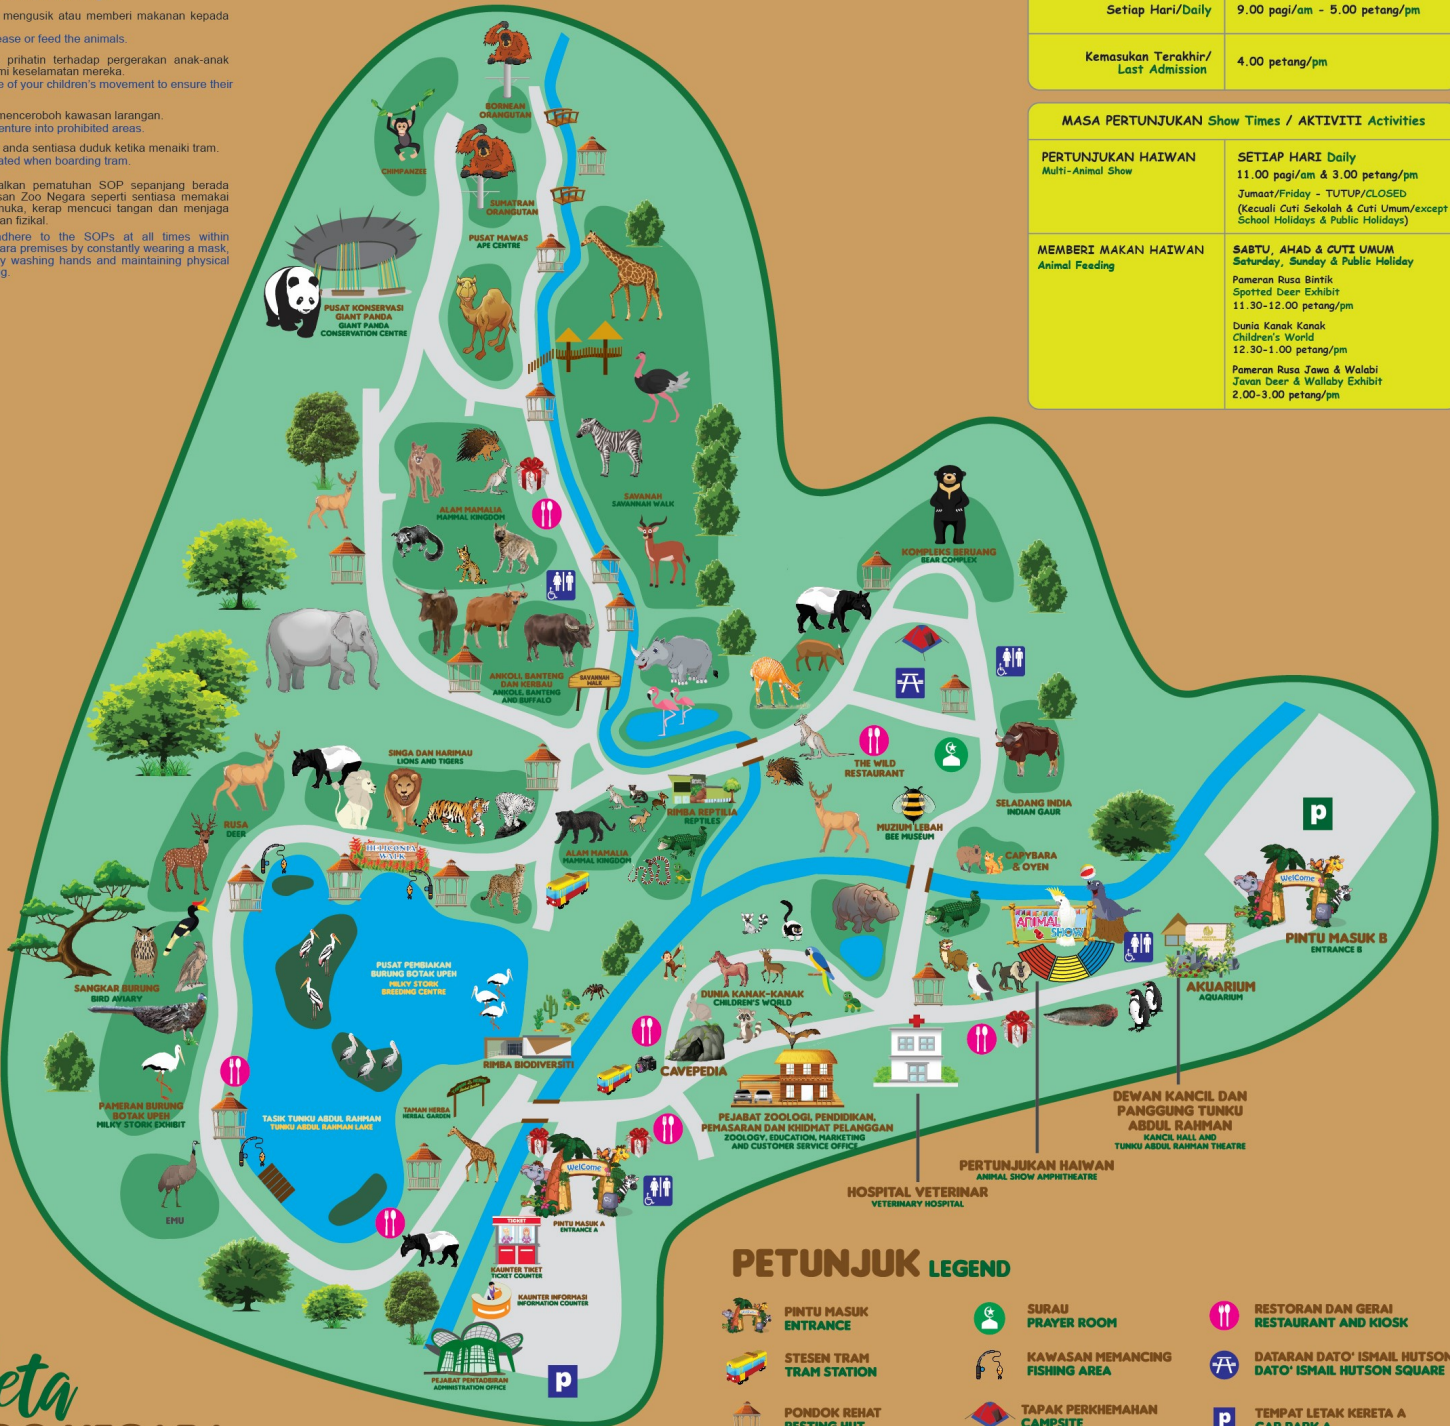 mengusik atau memberi makanan kepada
ease or feed the animals.
prihatin terhadap pergerakan anak-anak
mi keselamatan mereka.
e of your children's movement to ensure their
menceroboh kawasan larangan.
enture into prohibited areas.
anda sentiasa duduk ketika menaiki tram.
ated when boarding tram.
alkan pematuhan SOP sepanjang berada
san Zoo Negara seperti sentiasa memakai
muka, kerap mencuci tangan dan menjaga
an fizikal.
adhere to the SOPs at all times within
ara premises by constantly wearing a mask,
y washing hands and maintaining physical
g.
Setiap Hari/Daily
9.00 pagi/am - 5.00 petang/pm
Kemasukan Terakhir/
Last Admission
4.00 petang/pm
MASA PERTUNJUKAN Show Times / AKTIVITI Activities
PERTUNJUKAN HAIWAN
Multi-Animal Show
SETIAP HARI Daily
11.00 pagi/am & 3.00 petang/pm
Jumaat/Friday - TUTUP/CLOSED
(Kecuali Cuti Sekolah & Cuti Umum/except
School Holidays & Public Holidays)
MEMBERI MAKAN HAIWAN
Animal Feeding
SABTU, AHAD & CUTI UMUM
Saturday, Sunday & Public Holiday
Pameran Rusa Bintik
Spotted Deer Exhibit
11.30-12.00 petang/pm
Dunia Kanak Kanak
Children's World
12.30-1.00 petang/pm
Pameran Rusa Jawa & Walabi
Javan Deer & Wallaby Exhibit
2.00-3.00 petang/pm
BORNEAN
ORANGUTAN
CHIMPANZEE
SUMATRAN
ORANGUTAN
PUSAT MAWAS
APE CENTRE
PUSAT KONSERVASI
GIANT PANDA
GIANT PANDA
CONSERVATION CENTRE
ALAM MAMALIA
MAMMAL KINGDOM
SAVANAH
SAVANNAH WALK
KOMPLEKS BERUANG
BEAR COMPLEX
ANKOLI, BANTENG
DAN KERBAU
ANKOLE, BANTENG
AND BUFFALO
SAVANNAH
WALK
SINGA DAN HARIMAU
LIONS AND TIGERS
THE WILD
RESTAURANT
SELADANG INDIA
INDIAN GAUR
RUSA
DEER
RIMBA REPTILIA
REPTILES
MUZIUM LEBAH
BEE MUSEUM
HELICONIA
WALK
ALAM MAMALIA
MAMMAL KINGDOM
CAPYBARA
& OYEN
P
WELCOME
PINTU MASUK B
ENTRANCE B
ANIMAL
SHOW
PUSAT PEMBIAKAN
BURUNG BOTAK UPEH
MILKY STORK
BREEDING CENTRE
SANGKAR BURUNG
BIRD AVIARY
DUNIA KANAK-KANAK
CHILDREN'S WORLD
AKUARIUM
AQUARIUM
RIMBA BIODIVERSITI
CAVEPEDIA
PAMERAN BURUNG
BOTAK UPEH
MILKY STORK EXHIBIT
TASIK TUNKU ABDUL RAHMAN
TUNKU ABDUL RAHMAN LAKE
TAMAN HERBA
HERBAL GARDEN
PEJABAT ZOOLOGI, PENDIDIKAN,
PEMASARAN DAN KHIDMAT PELANGGAN
ZOOLOGY, EDUCATION, MARKETING
AND CUSTOMER SERVICE OFFICE
DEWAN KANCIL DAN
PANGGUNG TUNKU
ABDUL RAHMAN
KANCIL HALL AND
TUNKU ABDUL RAHMAN THEATRE
PERTUNJUKAN HAIWAN
ANIMAL SHOW AMPHITHEATRE
HOSPITAL VETERINAR
VETERINARY HOSPITAL
EMU
WELCOME
PINTU MASUK A
ENTRANCE A
TICKET
KAUNTER TIKET
TICKET COUNTER
KAUNTER INFORMASI
INFORMATION COUNTER
PEJABAT PENTADBIRAN
ADMINISTRATION OFFICE
P
PETUNJUK LEGEND
PINTU MASUK
ENTRANCE
SURAU
PRAYER ROOM
RESTORAN DAN GERAI
RESTAURANT AND KIOSK
STESEN TRAM
TRAM STATION
KAWASAN MEMANCING
FISHING AREA
DATARAN DATO' ISMAIL HUTSON
DATO' ISMAIL HUTSON SQUARE
PONDOK REHAT
RESTING HUT
TAPAK PERKHEMAHAN
CAMPSITE
P
TEMPAT LETAK KERETA A
CAR PARK A
eta